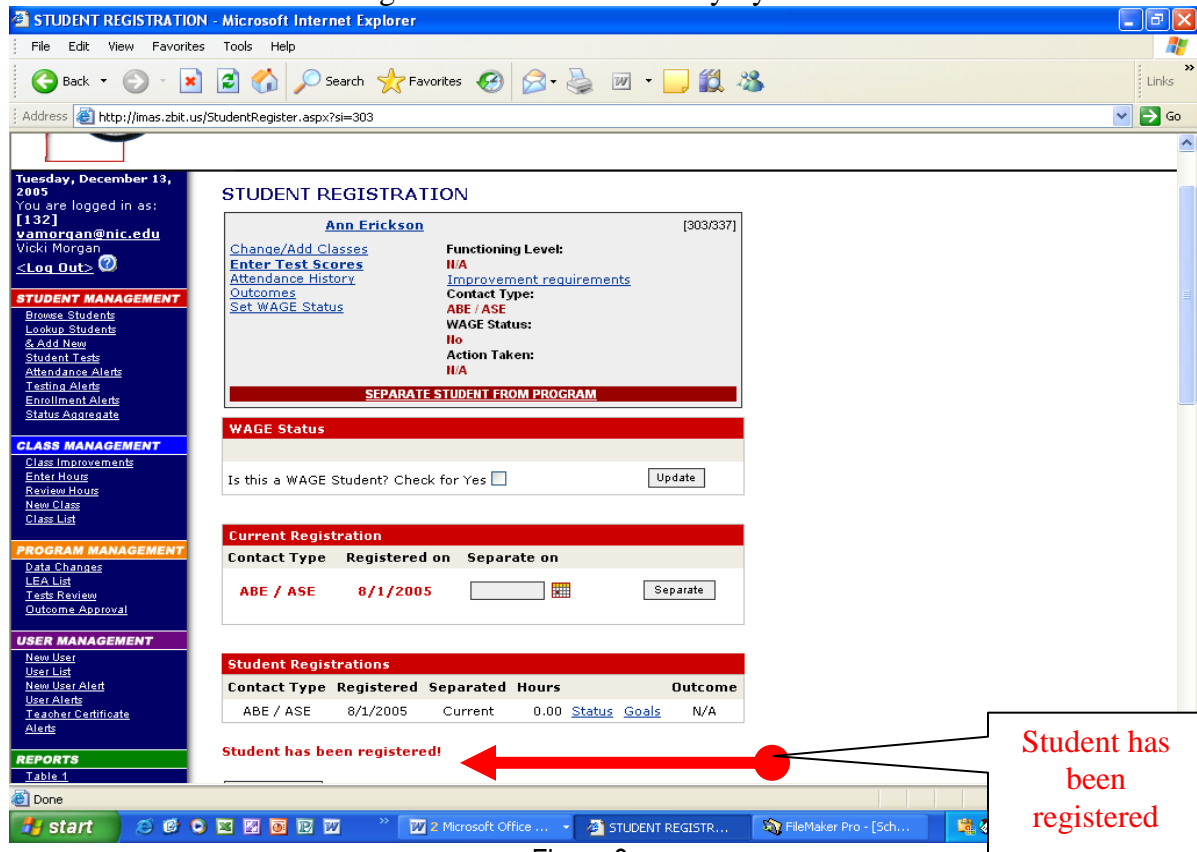 STUDENT REGISTRATION - Microsoft Internet Explorer
File Edit View Favorites Tools Help
Back Search Favorites Links »
Address http://imas.zbit.us/StudentRegister.aspx?si=303 Go
Tuesday, December 13,
2005
You are logged in as:
[132]
vamorgan@nic.edu
Vicki Morgan
<Log Out> ?
STUDENT MANAGEMENT
Browse Students
Lookup Students
& Add New
Student Tests
Attendance Alerts
Testing Alerts
Enrollment Alerts
Status Aggregate
CLASS MANAGEMENT
Class Improvements
Enter Hours
Review Hours
New Class
Class List
PROGRAM MANAGEMENT
Data Changes
LEA List
Tests Review
Outcome Approval
USER MANAGEMENT
New User
User List
New User Alert
User Alerts
Teacher Certificate
Alerts
REPORTS
Table 1
STUDENT REGISTRATION
Ann Erickson [303/337]
Change/Add Classes
Enter Test Scores
Attendance History
Outcomes
Set WAGE Status
Functioning Level:
N/A
Improvement requirements
Contact Type:
ABE / ASE
WAGE Status:
No
Action Taken:
N/A
SEPARATE STUDENT FROM PROGRAM
WAGE Status
Is this a WAGE Student? Check for Yes Update
Current Registration
Contact Type Registered on Separate on
ABE / ASE 8/1/2005 Separate
Student Registrations
Contact Type Registered Separated Hours Outcome
ABE / ASE 8/1/2005 Current 0.00 Status Goals N/A
Student has been registered!
Student has
been
registered
Done
start » 2 Microsoft Office ... STUDENT REGISTR... FileMaker Pro - [Sch...